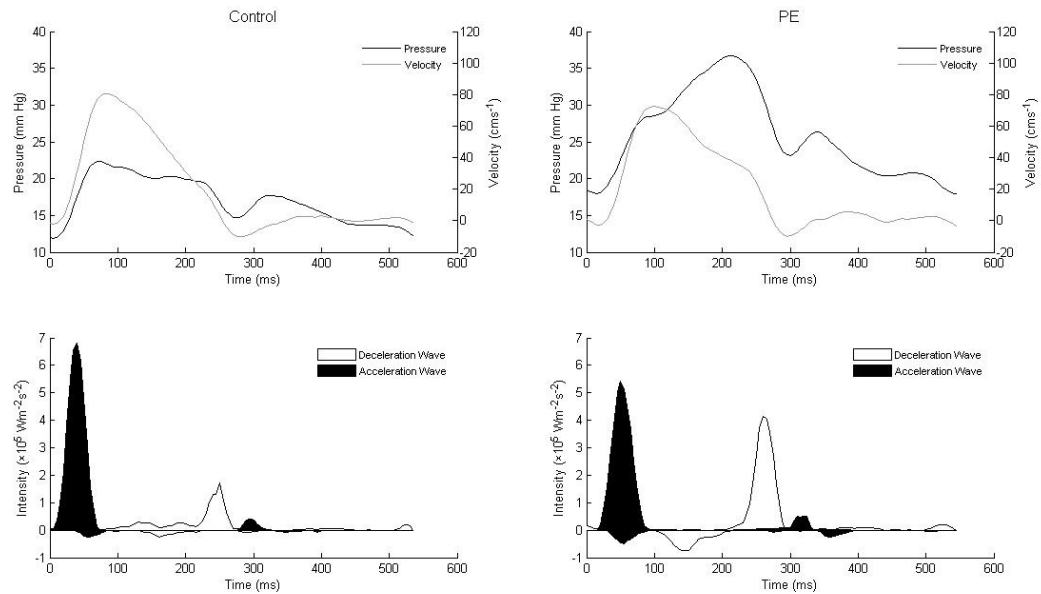 Control
40
35
30
25
20
15
10
Pressure (mm Hg)
120
100
80
60
40
20
0
-20
Velocity (cms⁻¹)
Pressure
Velocity
0 100 200 300 400 500 600
Time (ms)
PE
40
35
30
25
20
15
10
Pressure (mm Hg)
120
100
80
60
40
20
0
-20
Velocity (cms⁻¹)
Pressure
Velocity
0 100 200 300 400 500 600
Time (ms)
7
6
5
4
3
2
1
0
-1
Intensity (×10⁵ Wm⁻²s⁻²)
Deceleration Wave
Acceleration Wave
0 100 200 300 400 500 600
Time (ms)
7
6
5
4
3
2
1
0
-1
Intensity (×10⁵ Wm⁻²s⁻²)
Deceleration Wave
Acceleration Wave
0 100 200 300 400 500 600
Time (ms)